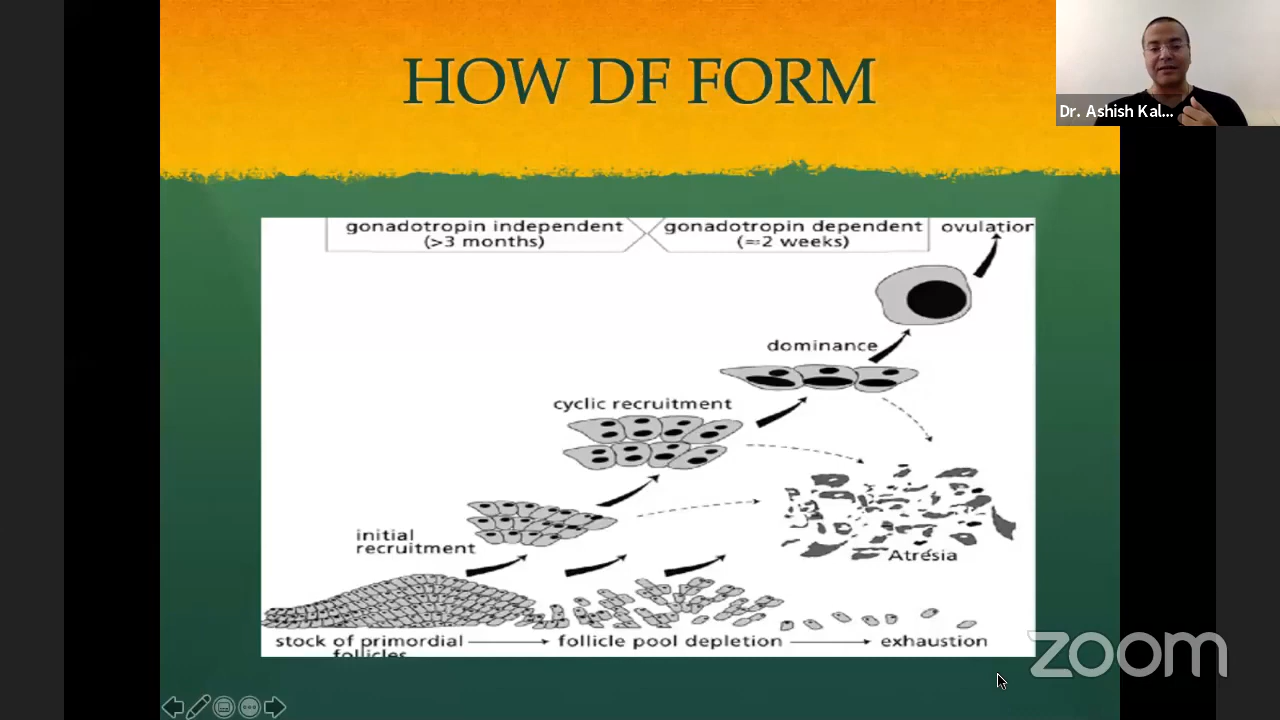 HOW DF FORM
Dr. Ashish Kal...
gonadotropin independent
(>3 months)
gonadotropin dependent
(≈2 weeks)
ovulation
dominance
cyclic recruitment
initial
recruitment
Atresia
stock of primordial
follicles
follicle pool depletion
exhaustion
zoom